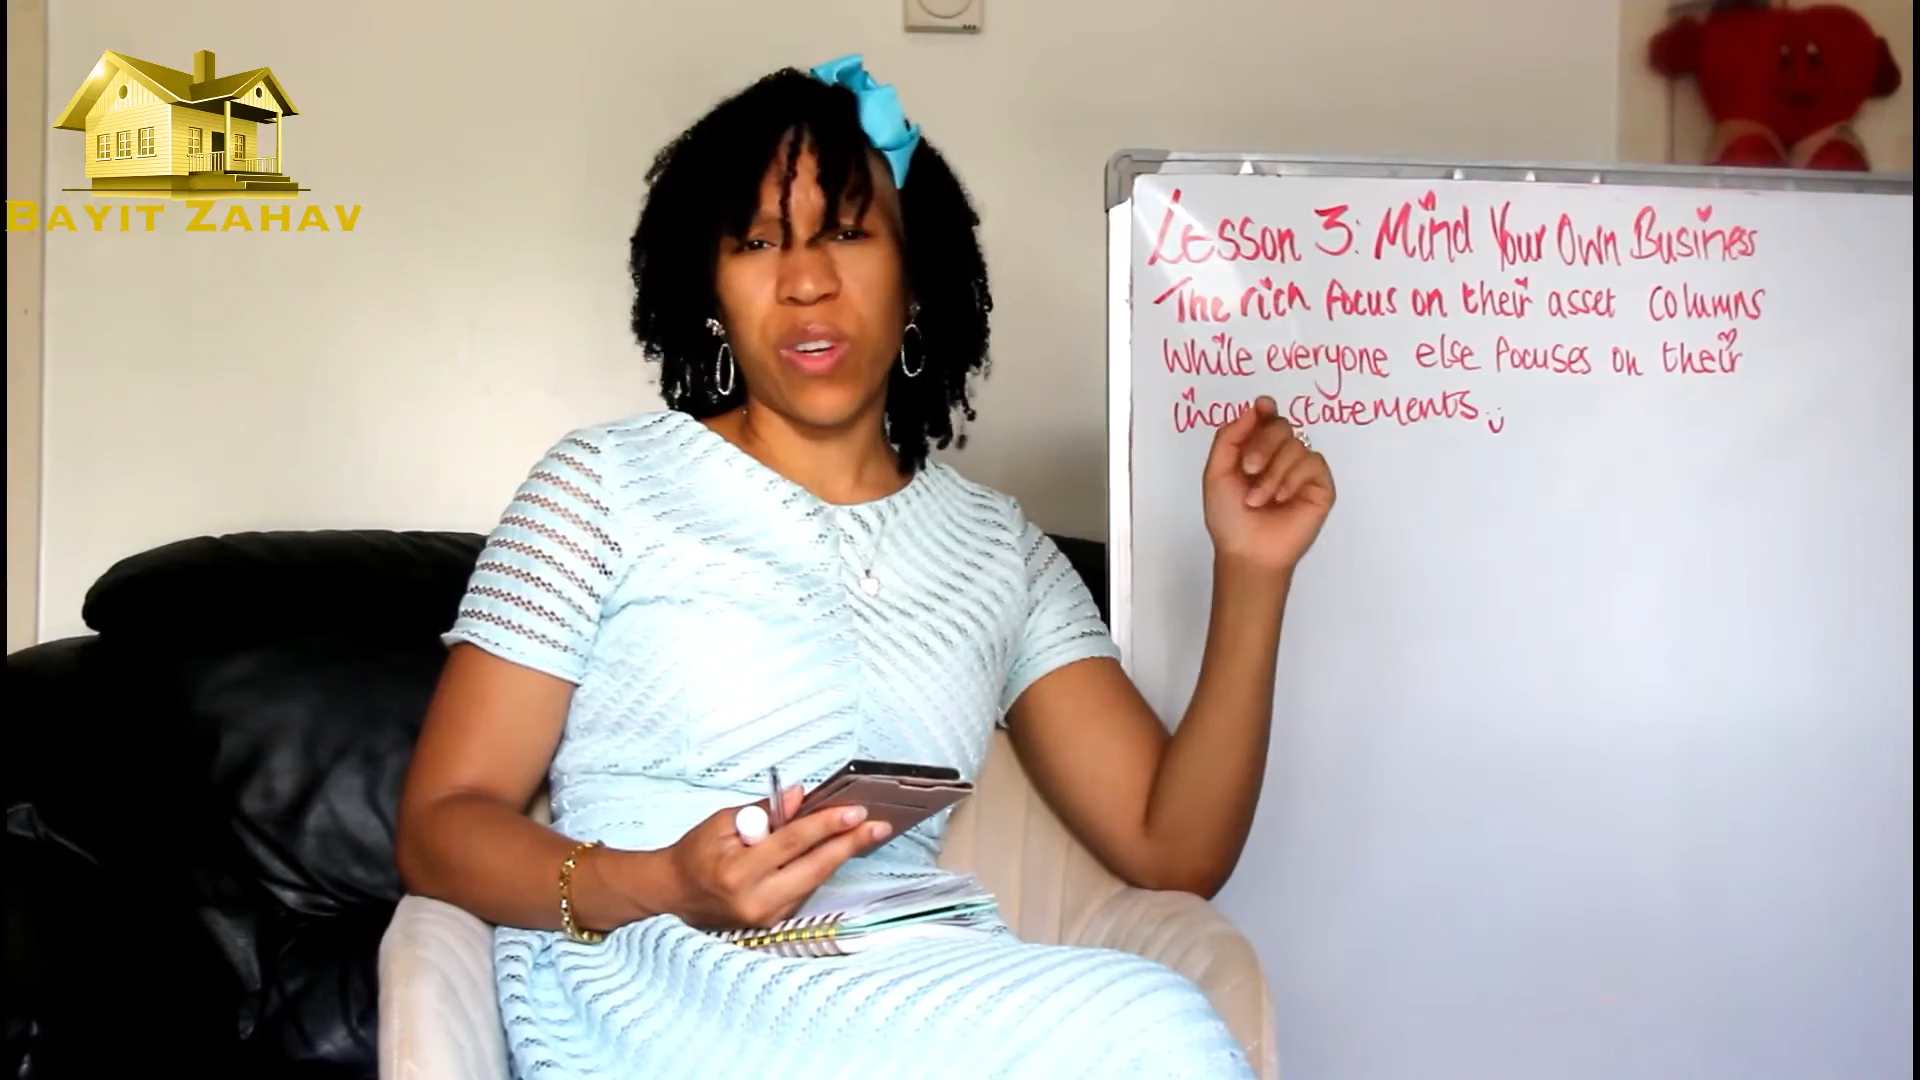 BAYIT ZAHAV
Lesson 3: Mind Your Own Business
The rich focus on their asset columns
While everyone else focuses on their
statements.